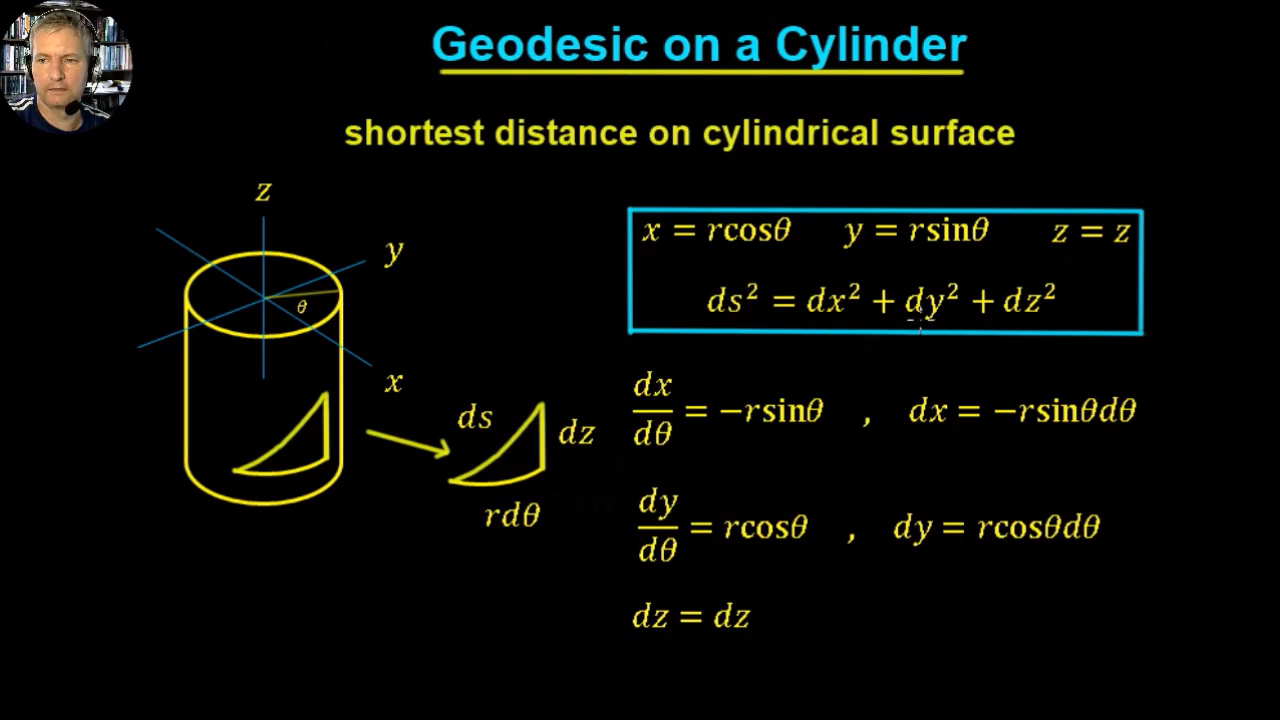 Geodesic on a Cylinder
shortest distance on cylindrical surface
z
y
θ
x
ds
dz
rdθ
x = rcosθ y = rsinθ z = z
ds² = dx² + dy² + dz²
dx/dθ = −rsinθ , dx = −rsinθdθ
dy/dθ = rcosθ , dy = rcosθdθ
dz = dz